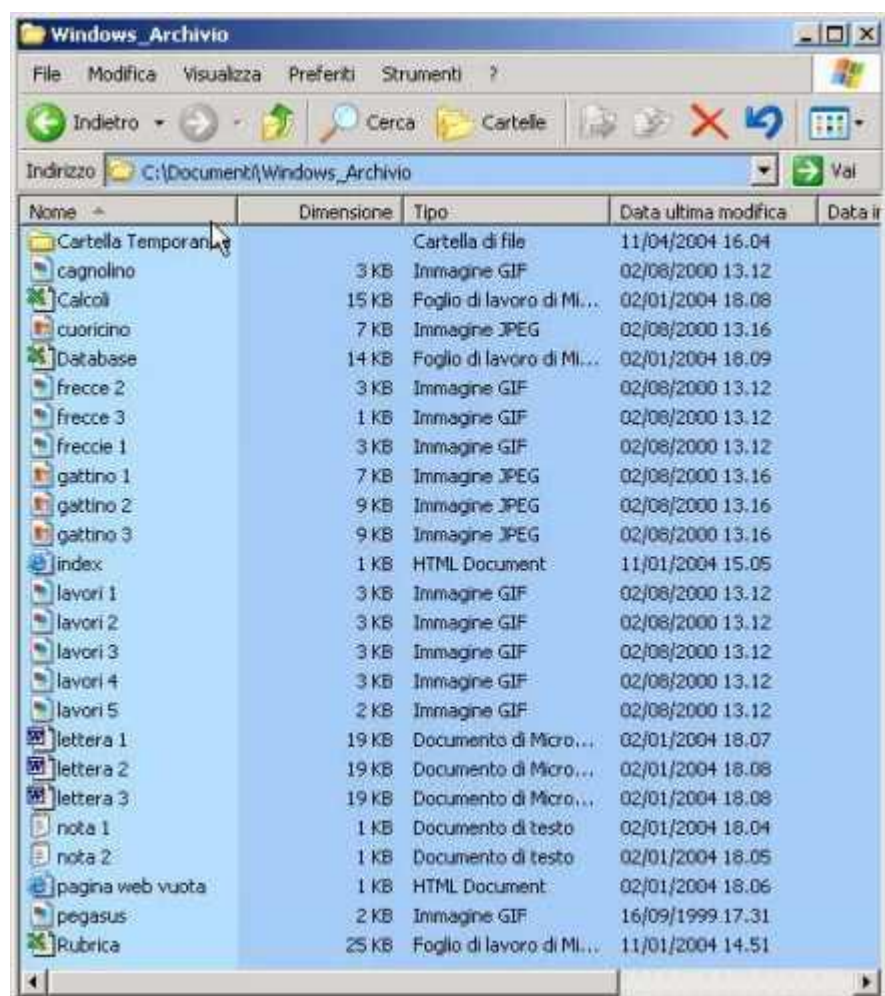 Windows_Archivio
File Modifica Visualizza Preferiti Strumenti ?
Indietro Cerca Cartelle
Indirizzo C:\Documenti\Windows_Archivio Vai
Nome Dimensione Tipo Data ultima modifica Data
Cartella Cartella di file 11/04/2004 16.04
cagnolino 3 KB Immagine GIF 02/08/2000 13.12
Calcoli 15 KB Foglio di lavoro di Mi... 02/01/2004 18.08
cuoricino 7 KB Immagine JPEG 02/08/2000 13.16
Database 14 KB Foglio di lavoro di Mi... 02/01/2004 18.09
frecce 2 3 KB Immagine GIF 02/08/2000 13.12
frecce 3 1 KB Immagine GIF 02/08/2000 13.12
freccie 1 3 KB Immagine GIF 02/08/2000 13.12
gattino 1 7 KB Immagine JPEG 02/08/2000 13.16
gattino 2 9 KB Immagine JPEG 02/08/2000 13.16
gattino 3 9 KB Immagine JPEG 02/08/2000 13.16
index 1 KB HTML Document 11/01/2004 15.05
lavori 1 3 KB Immagine GIF 02/08/2000 13.12
lavori 2 3 KB Immagine GIF 02/08/2000 13.12
lavori 3 3 KB Immagine GIF 02/08/2000 13.12
lavori 4 3 KB Immagine GIF 02/08/2000 13.12
lavori 5 2 KB Immagine GIF 02/08/2000 13.12
lettera 1 19 KB Documento di Micro... 02/01/2004 18.07
lettera 2 19 KB Documento di Micro... 02/01/2004 18.08
lettera 3 19 KB Documento di Micro... 02/01/2004 18.08
nota 1 1 KB Documento di testo 02/01/2004 18.04
nota 2 1 KB Documento di testo 02/01/2004 18.05
pagina web vuota 1 KB HTML Document 02/01/2004 18.06
pegasus 2 KB Immagine GIF 16/09/1999 17.31
Rubrica 25 KB Foglio di lavoro di Mi... 11/01/2004 14.51